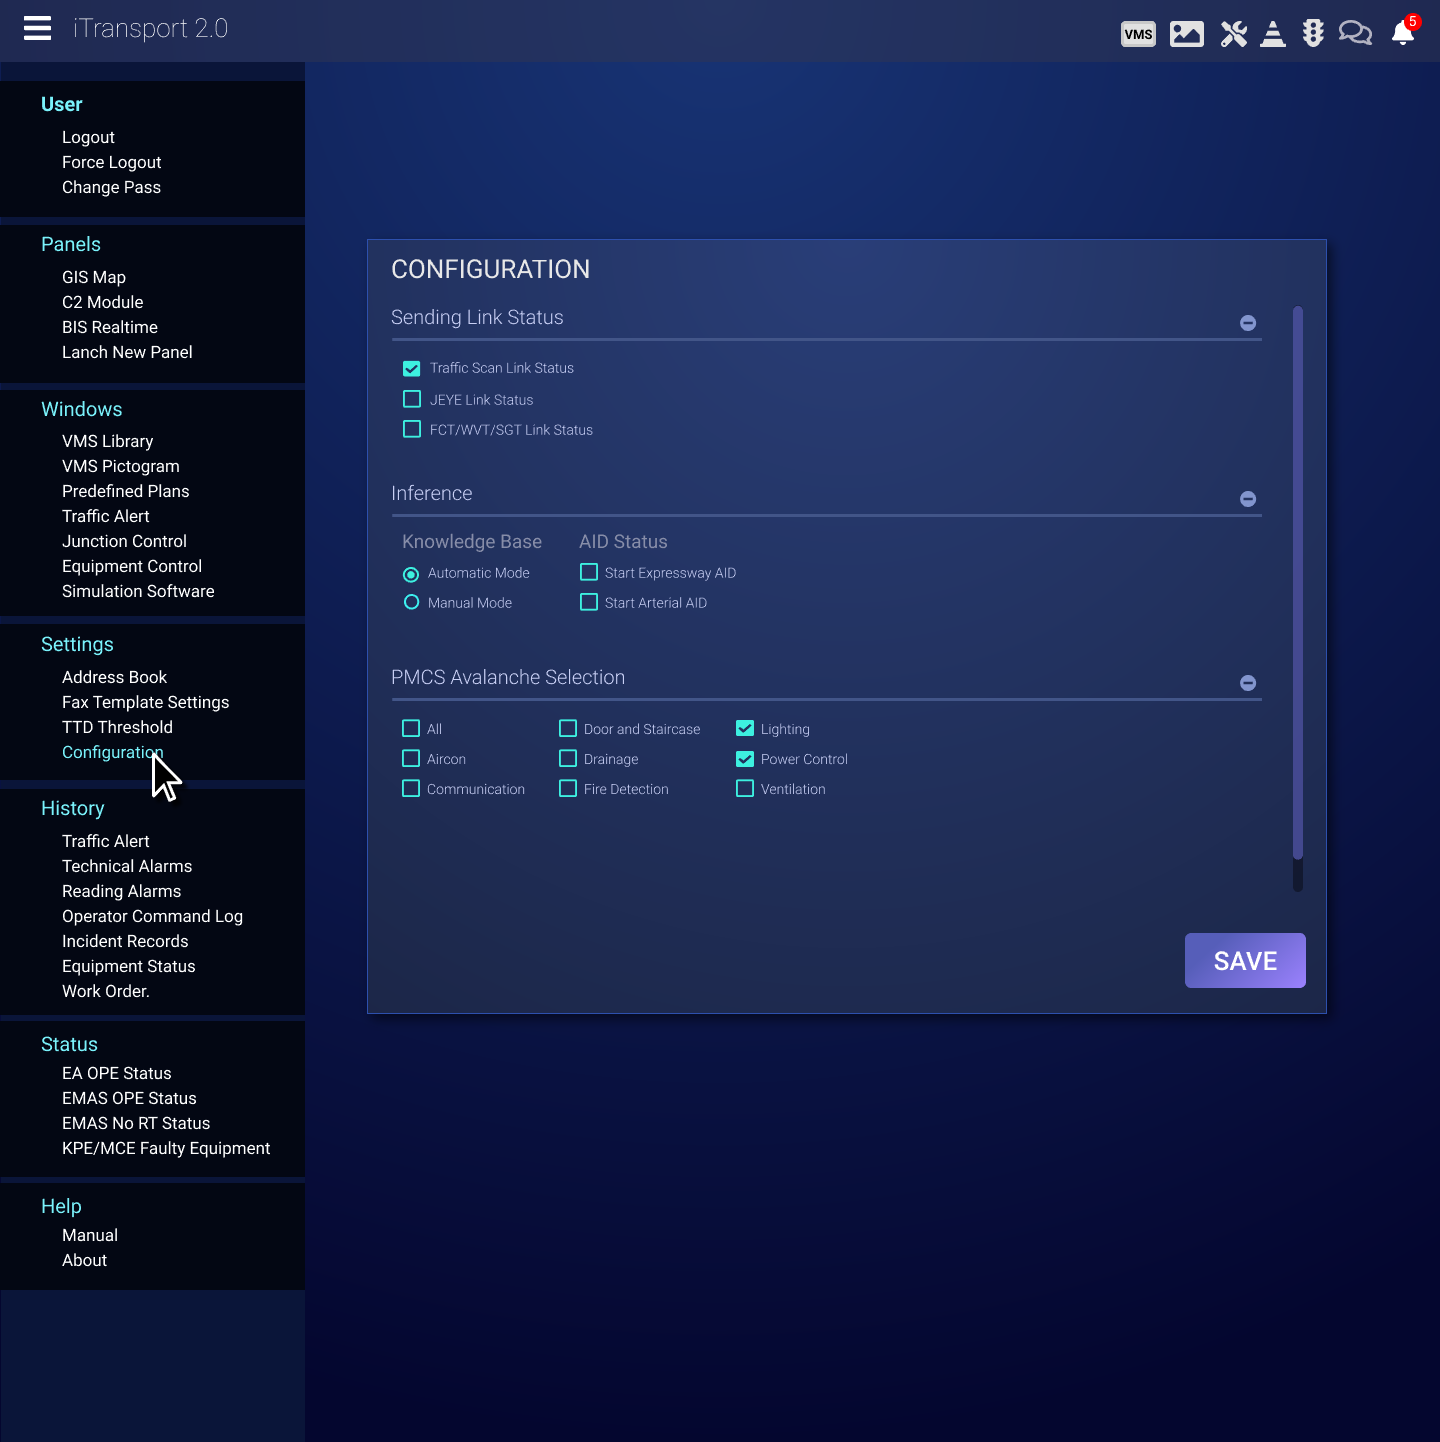 iTransport 2.0
VMS
5
User
Logout
Force Logout
Change Pass
Panels
GIS Map
C2 Module
BIS Realtime
Lanch New Panel
Windows
VMS Library
VMS Pictogram
Predefined Plans
Traffic Alert
Junction Control
Equipment Control
Simulation Software
Settings
Address Book
Fax Template Settings
TTD Threshold
Configuration
History
Traffic Alert
Technical Alarms
Reading Alarms
Operator Command Log
Incident Records
Equipment Status
Work Order.
Status
EA OPE Status
EMAS OPE Status
EMAS No RT Status
KPE/MCE Faulty Equipment
Help
Manual
About
CONFIGURATION
Sending Link Status
Traffic Scan Link Status
JEYE Link Status
FCT/WVT/SGT Link Status
Inference
Knowledge Base AID Status
Automatic Mode Start Expressway AID
Manual Mode Start Arterial AID
PMCS Avalanche Selection
All Door and Staircase Lighting
Aircon Drainage Power Control
Communication Fire Detection Ventilation
SAVE